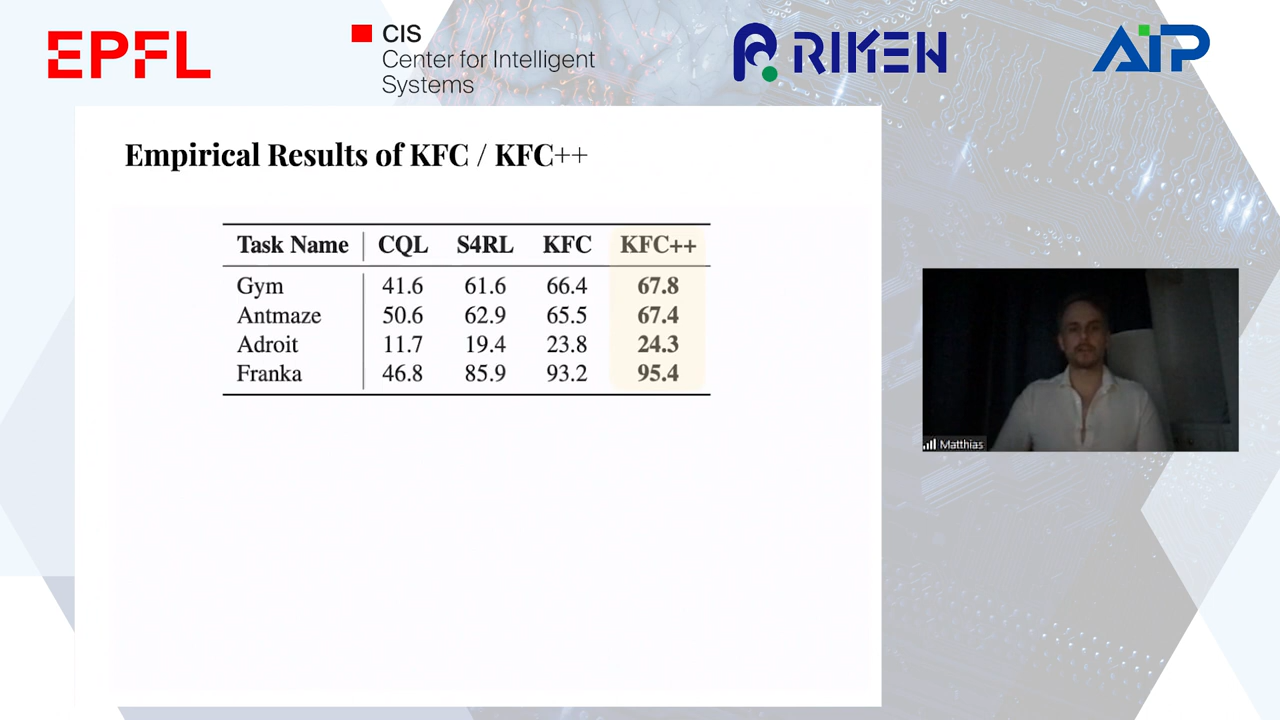 EPFL
CIS
Center for Intelligent
Systems
RIKEN
AIP
Empirical Results of KFC / KFC++
Task Name CQL S4RL KFC KFC++
Gym 41.6 61.6 66.4 67.8
Antmaze 50.6 62.9 65.5 67.4
Adroit 11.7 19.4 23.8 24.3
Franka 46.8 85.9 93.2 95.4
Matthias